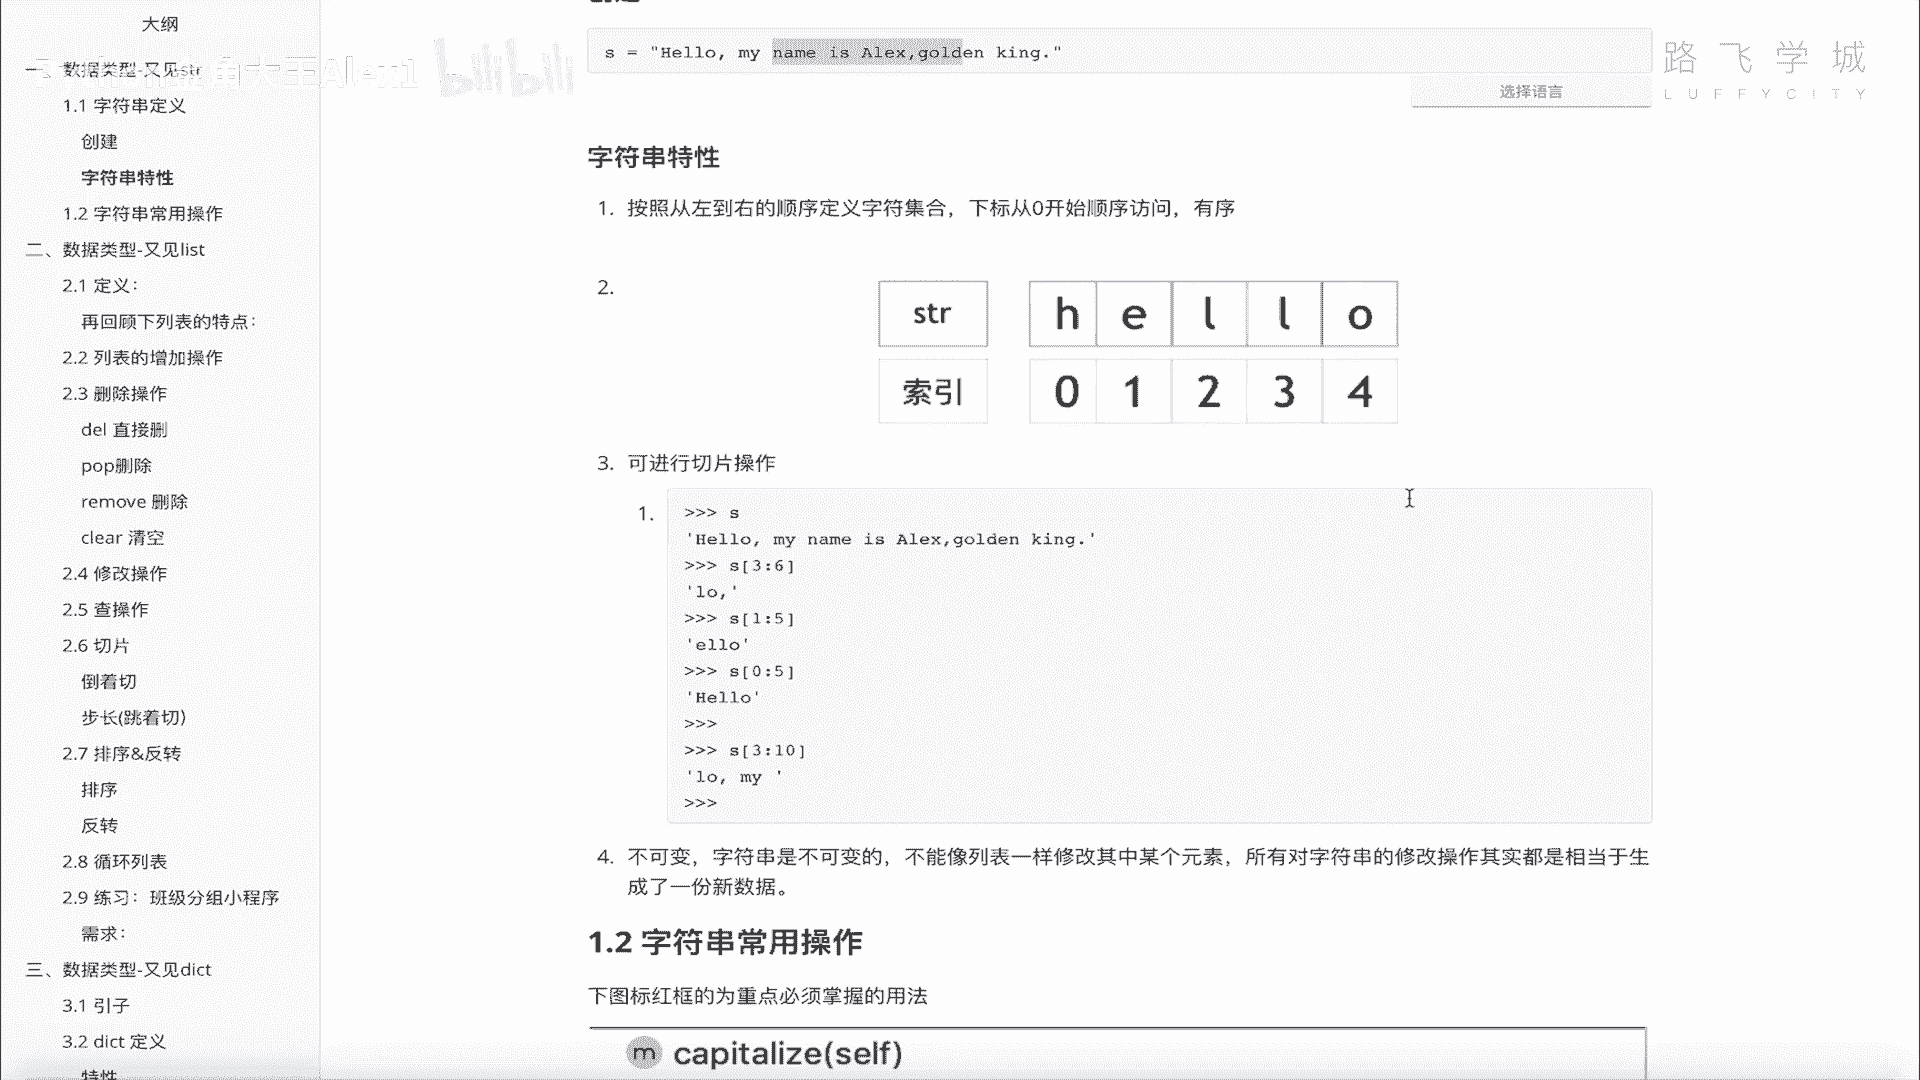 大纲
一、数据类型-又见str
1.1 字符串定义
创建
字符串特性
1.2 字符串常用操作
二、数据类型-又见list
2.1 定义：
再回顾下列表的特点：
2.2 列表的增加操作
2.3 删除操作
del 直接删
pop删除
remove 删除
clear 清空
2.4 修改操作
2.5 查操作
2.6 切片
倒着切
步长(跳着切)
2.7 排序&反转
排序
反转
2.8 循环列表
2.9 练习：班级分组小程序
需求：
三、数据类型-又见dict
3.1 引子
3.2 dict 定义
特性
bilibili
s = "Hello, my name is Alex,golden king."
选择语言
路飞学城
LUFFYCITY
字符串特性
1. 按照从左到右的顺序定义字符集合，下标从0开始顺序访问，有序
2.
str h e l l o
索引 0 1 2 3 4
3. 可进行切片操作
1.
>>> s
'Hello, my name is Alex,golden king.'
>>> s[3:6]
'lo,'
>>> s[1:5]
'ello'
>>> s[0:5]
'Hello'
>>>
>>> s[3:10]
'lo, my '
>>>
4. 不可变，字符串是不可变的，不能像列表一样修改其中某个元素，所有对字符串的修改操作其实都是相当于生
成了一份新数据。
1.2 字符串常用操作
下图标红框的为重点必须掌握的用法
m capitalize(self)